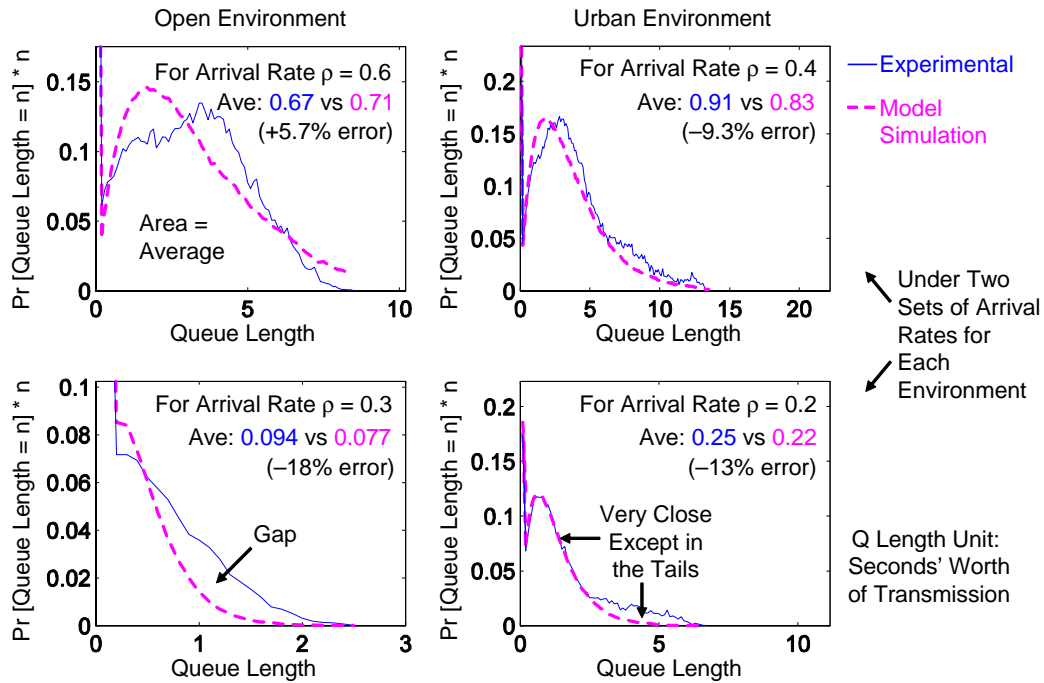 Open Environment
Pr [Queue Length = n] * n
0.15
0.1
0.05
0
For Arrival Rate ρ = 0.6
Ave: 0.67 vs 0.71
(+5.7% error)
Area =
Average
0
5
10
Queue Length
Urban Environment
Pr [Queue Length = n] * n
0.2
0.15
0.1
0.05
0
For Arrival Rate ρ = 0.4
Ave: 0.91 vs 0.83
(–9.3% error)
0
5
10
15
20
Queue Length
Experimental
Model
Simulation
Pr [Queue Length = n] * n
0.1
0.08
0.06
0.04
0.02
0
For Arrival Rate ρ = 0.3
Ave: 0.094 vs 0.077
(–18% error)
Gap
0
1
2
3
Queue Length
Pr [Queue Length = n] * n
0.2
0.15
0.1
0.05
0
For Arrival Rate ρ = 0.2
Ave: 0.25 vs 0.22
(–13% error)
Very Close
Except in
the Tails
0
5
10
Queue Length
Under Two
Sets of Arrival
Rates for
Each
Environment
Q Length Unit:
Seconds' Worth
of Transmission